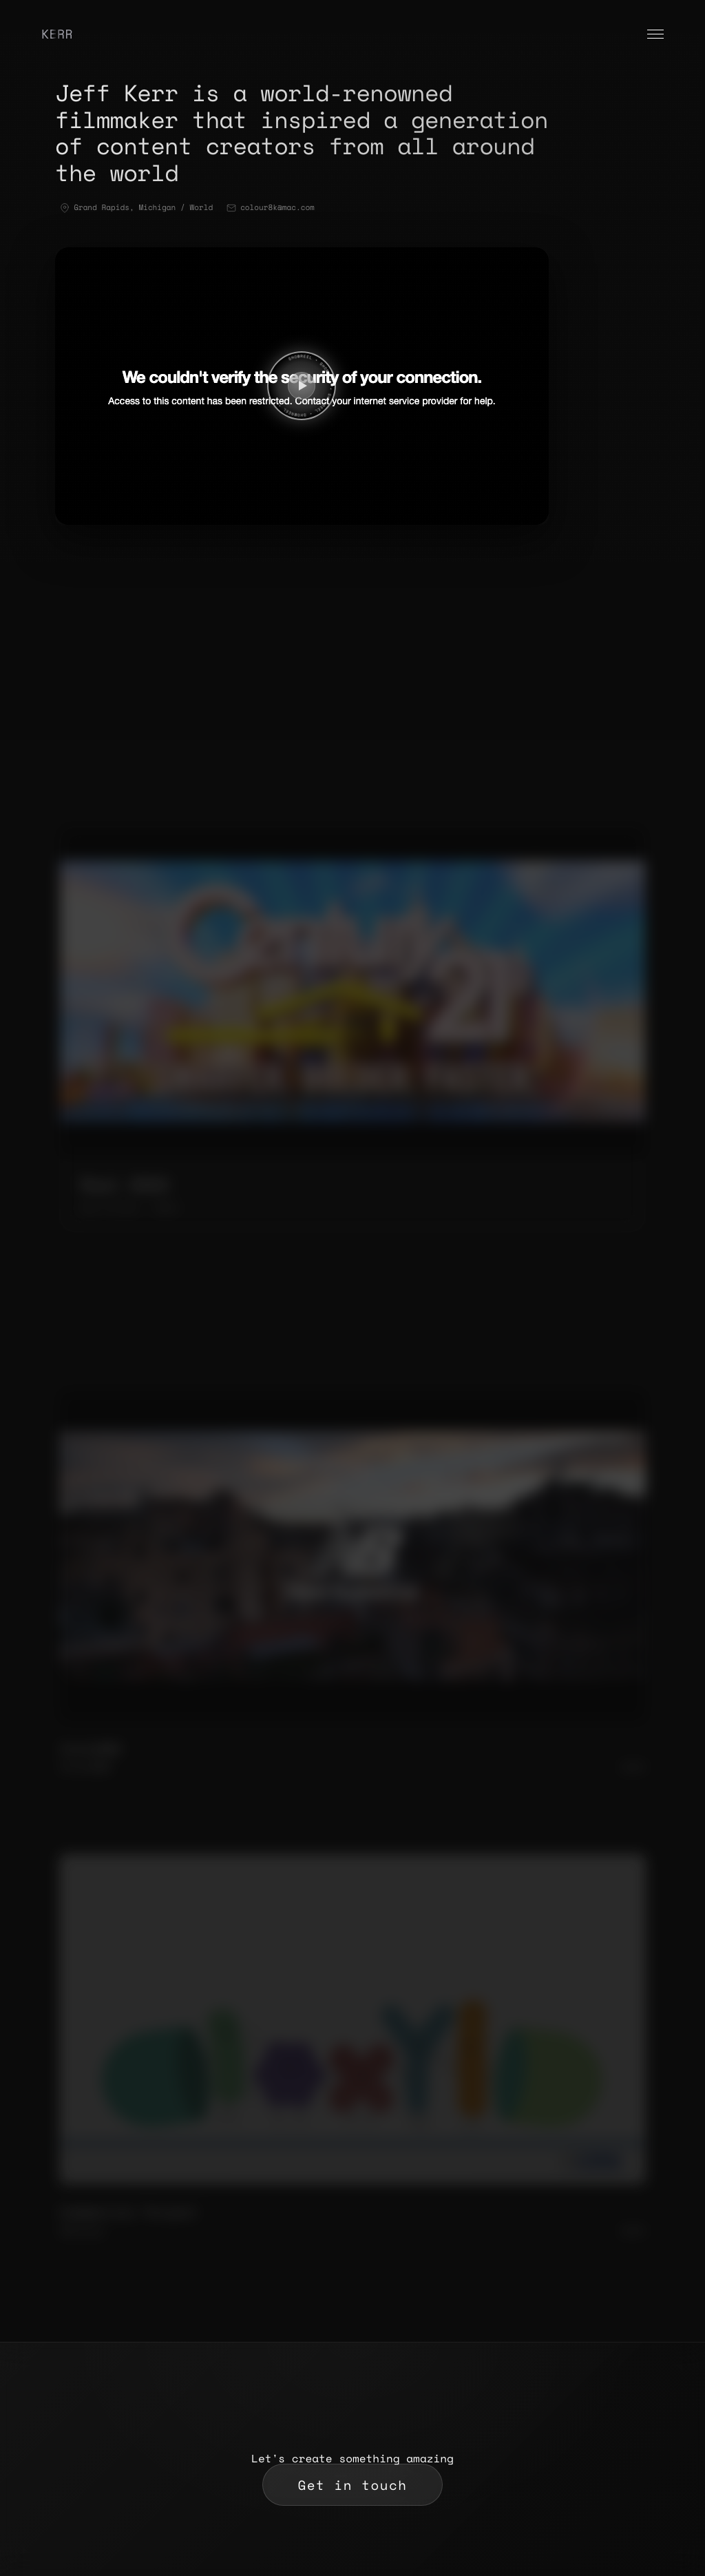 KERR
Jeff Kerr is a world-renowned
filmmaker that inspired a generation
of content creators from all around
the world
Grand Rapids, Michigan / World colour8k@mac.com
We couldn't verify the security of your connection.
Access to this content has been restricted. Contact your internet service provider for help.
Let's create something amazing
Get in touch